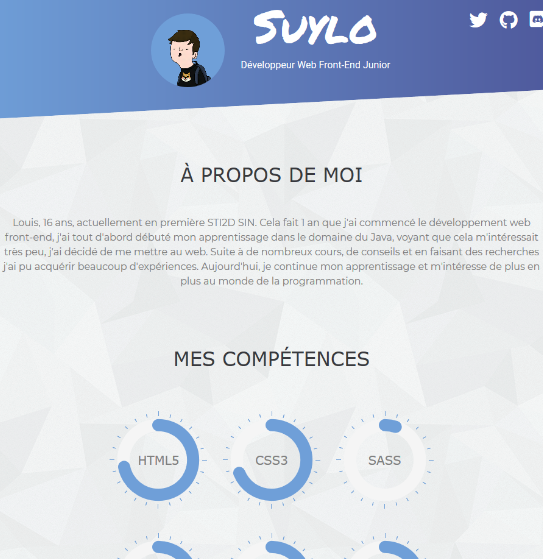 Suylo
Développeur Web Front-End Junior
À PROPOS DE MOI
Louis, 16 ans, actuellement en première STI2D SIN. Cela fait 1 an que j'ai commencé le développement web
front-end, j'ai tout d'abord débuté mon apprentissage dans le domaine du Java, voyant que cela m'intéressait
très peu, j'ai décidé de me mettre au web. Suite à de nombreux cours, de conseils et en faisant des recherches
j'ai pu acquérir beaucoup d'expériences. Aujourd'hui, je continue mon apprentissage et m'intéresse de plus en
plus au monde de la programmation.
MES COMPÉTENCES
HTML5
CSS3
SASS